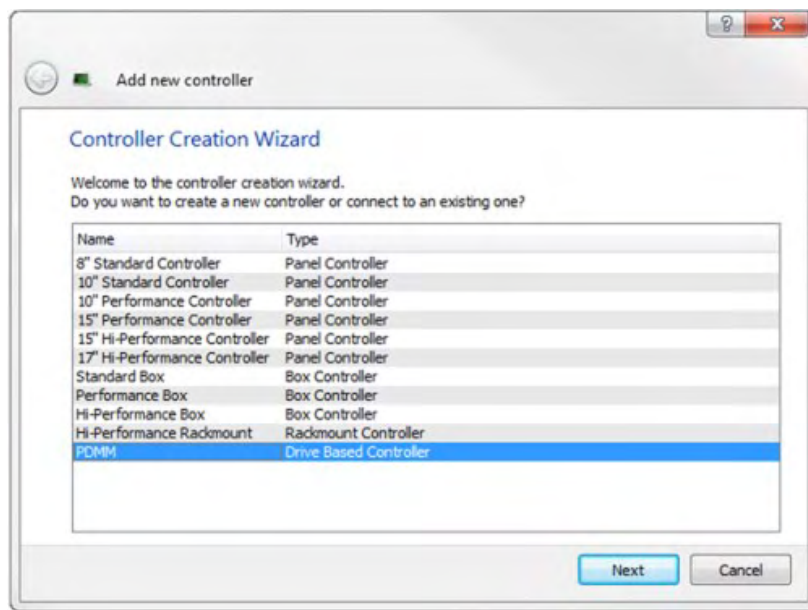 Add new controller
Controller Creation Wizard
Welcome to the controller creation wizard.
Do you want to create a new controller or connect to an existing one?
Name Type
8" Standard Controller Panel Controller
10" Standard Controller Panel Controller
10" Performance Controller Panel Controller
15" Performance Controller Panel Controller
15" Hi-Performance Controller Panel Controller
17" Hi-Performance Controller Panel Controller
Standard Box Box Controller
Performance Box Box Controller
Hi-Performance Box Box Controller
Hi-Performance Rackmount Rackmount Controller
PDMM Drive Based Controller
Next Cancel